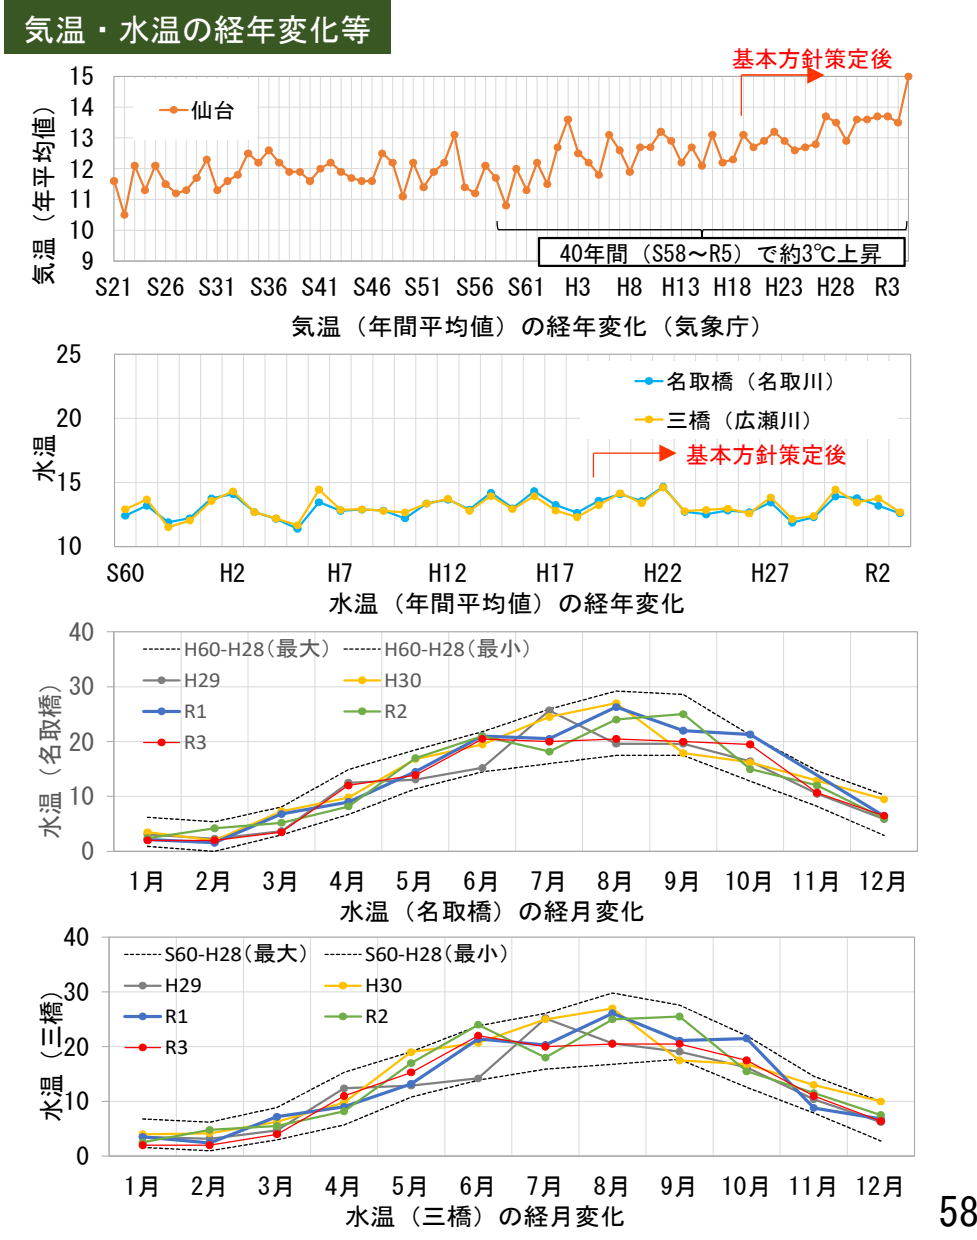 気温・水温の経年変化等
基本方針策定後
気温（年平均値）
15
14
13
12
11
10
9
仙台
40年間（S58～R5）で約3℃上昇
S21 S26 S31 S36 S41 S46 S51 S56 S61 H3 H8 H13 H18 H23 H28 R3
気温（年間平均値）の経年変化（気象庁）
水温
25
20
15
10
名取橋（名取川）
三橋（広瀬川）
基本方針策定後
S60 H2 H7 H12 H17 H22 H27 R2
水温（年間平均値）の経年変化
水温（名取橋）
40
30
20
10
0
H60-H28(最大) H60-H28(最小)
H29 H30
R1 R2
R3
1月 2月 3月 4月 5月 6月 7月 8月 9月 10月 11月 12月
水温（名取橋）の経月変化
水温（三橋）
40
30
20
10
0
S60-H28(最大) S60-H28(最小)
H29 H30
R1 R2
R3
1月 2月 3月 4月 5月 6月 7月 8月 9月 10月 11月 12月
水温（三橋）の経月変化
58